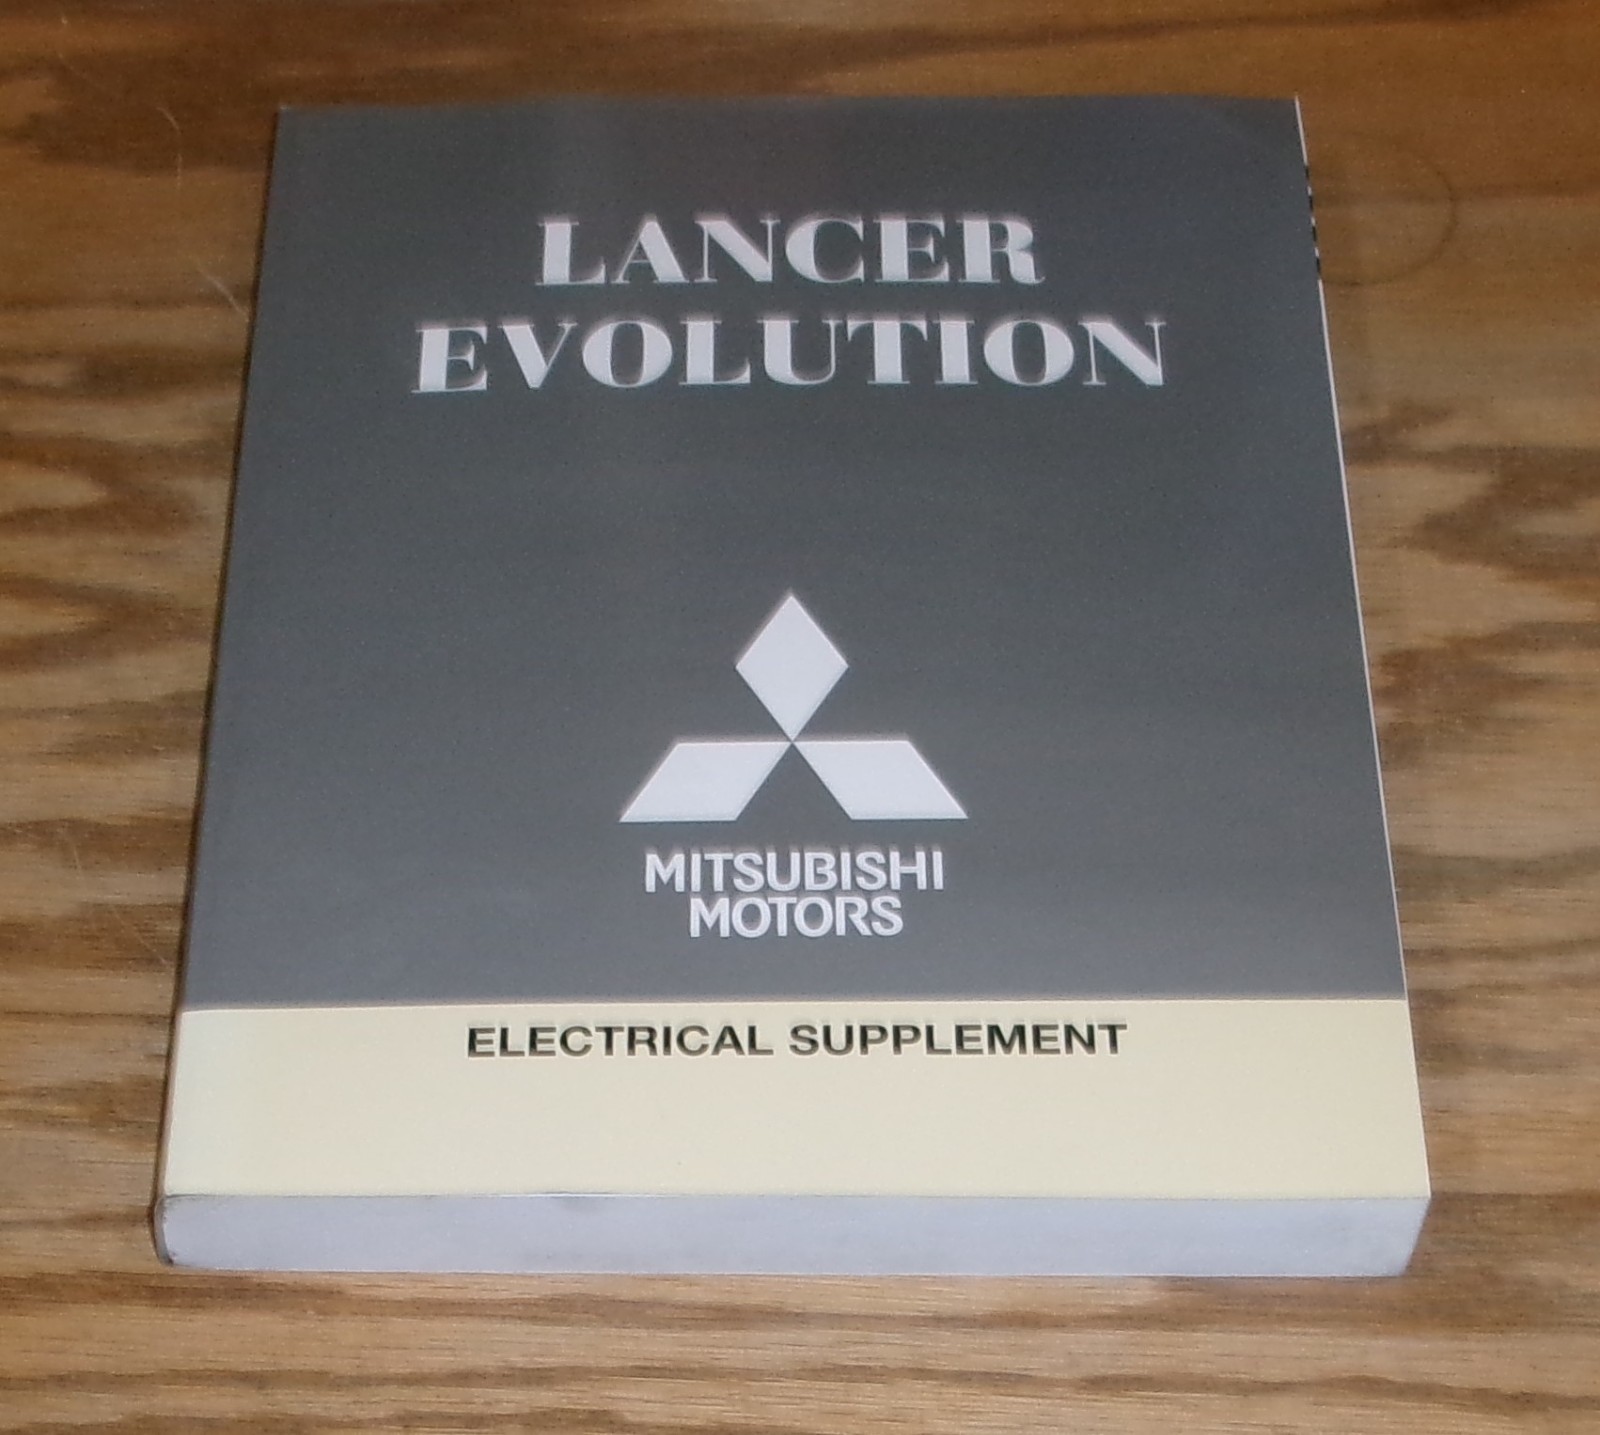 LANCER
EVOLUTION
MITSUBISHI
MOTORS
ELECTRICAL SUPPLEMENT